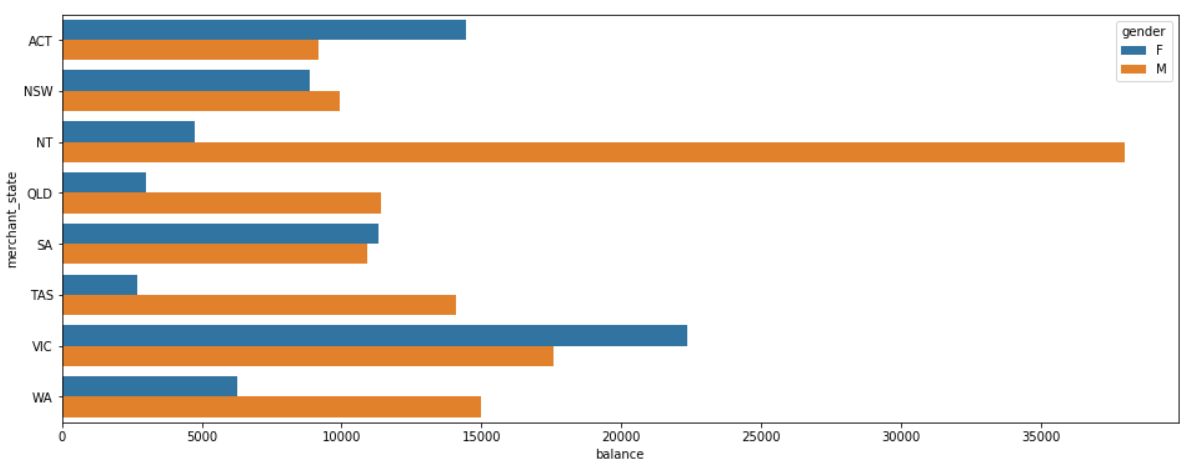 gender
F
M
ACT
NSW
NT
QLD
SA
TAS
VIC
WA
merchant_state
0 5000 10000 15000 20000 25000 30000 35000
balance